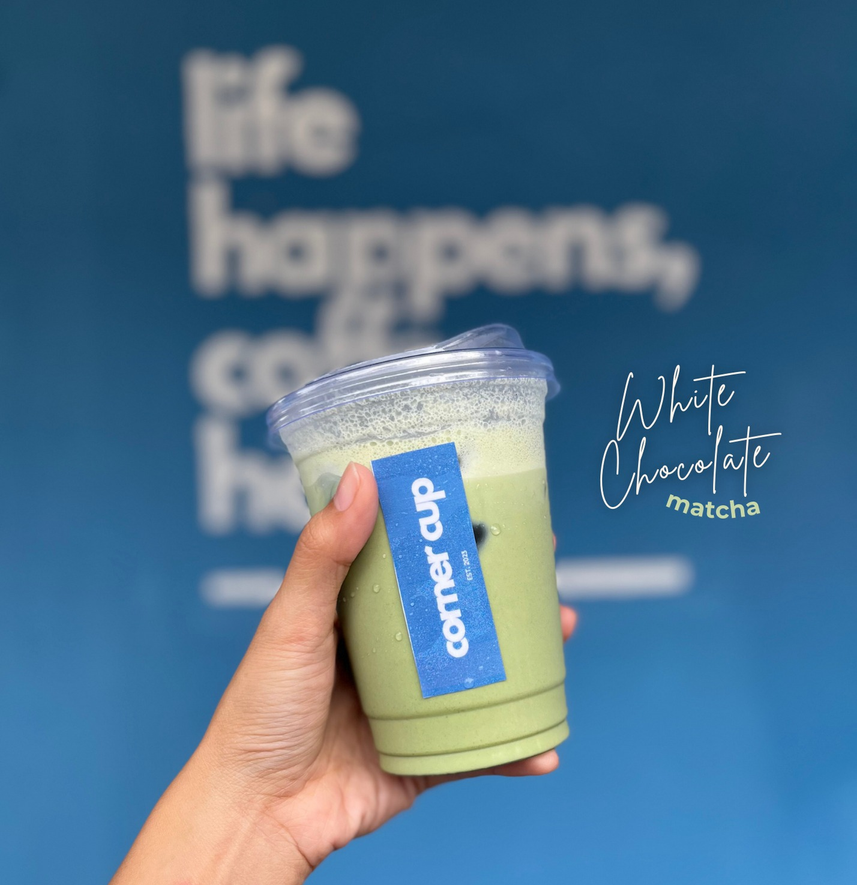 life
happens,
White
Chocolate
matcha
corner cup
EST. 2023